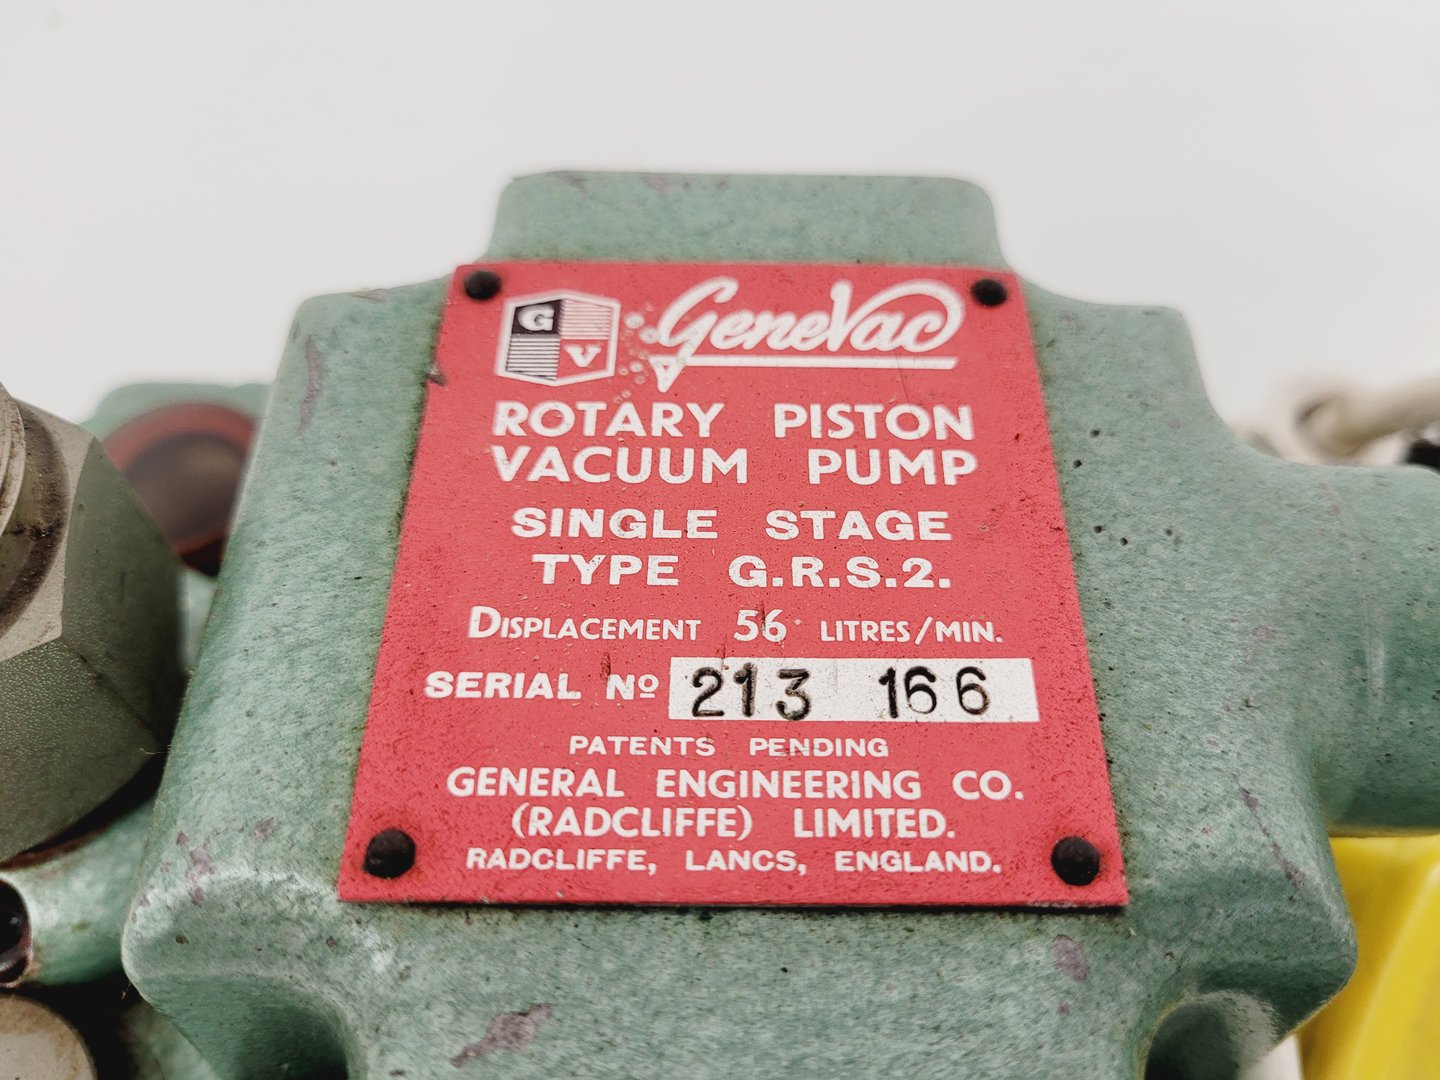 G
V
GeneVac
ROTARY PISTON
VACUUM PUMP
SINGLE STAGE
TYPE G.R.S.2.
DISPLACEMENT 56 LITRES/MIN.
SERIAL Nº 213 166
PATENTS PENDING
GENERAL ENGINEERING CO.
(RADCLIFFE) LIMITED.
RADCLIFFE, LANCS, ENGLAND.